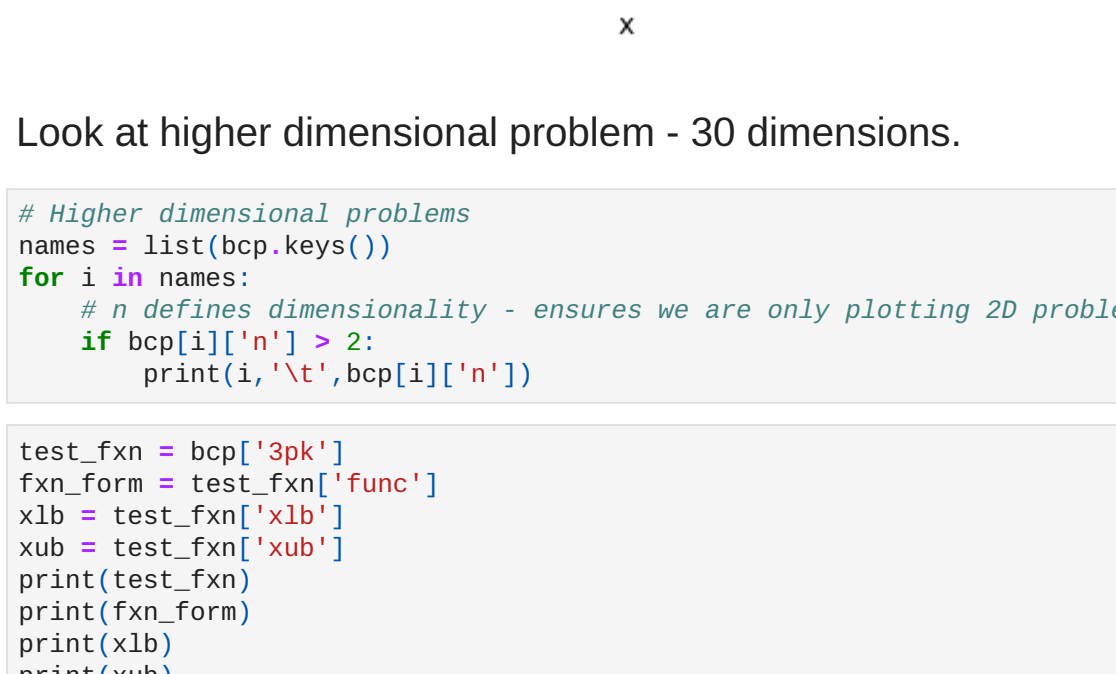 x
Look at higher dimensional problem - 30 dimensions.
# Higher dimensional problems
names = list(bcp.keys())
for i in names:
    # n defines dimensionality - ensures we are only plotting 2D
    if bcp[i]['n'] > 2:
        print(i,'\t',bcp[i]['n'])
test_fxn = bcp['3pk']
fxn_form = test_fxn['func']
xlb = test_fxn['xlb']
xub = test_fxn['xub']
print(test_fxn)
print(fxn_form)
print(xlb)
print(xub)